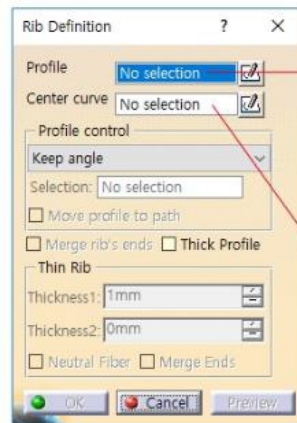 Rib Definition ? ×
Profile No selection
Center curve No selection
Profile control
Keep angle
Selection: No selection
Move profile to path
Merge rib's ends Thick Profile
Thin Rib
Thickness1: 1mm
Thickness2: 0mm
Neutral Fiber Merge Ends
OK Cancel Preview